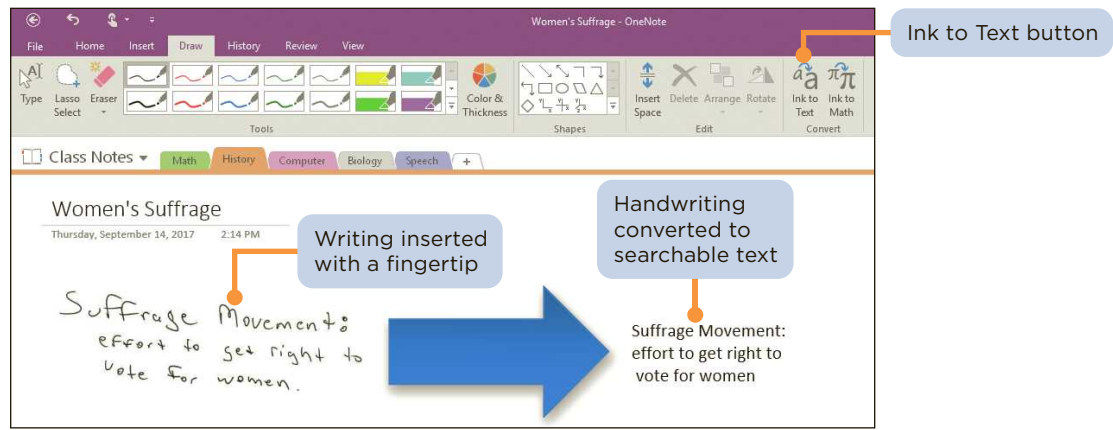 Women's Suffrage - OneNote
Ink to Text button
File Home Insert Draw History Review View
Type
Lasso Select
Eraser
Color & Thickness
Insert Space
Delete
Arrange
Rotate
Ink to Text
Ink to Math
Tools
Shapes
Edit
Convert
Class Notes
Math
History
Computer
Biology
Speech
+
Women's Suffrage
Thursday, September 14, 2017 2:14 PM
Writing inserted
with a fingertip
Handwriting
converted to
searchable text
Suffrage Movement:
effort to get right to
vote for women.
Suffrage Movement:
effort to get right to
vote for women